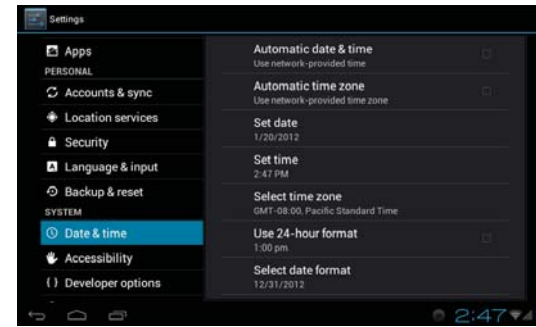 Settings
Apps
PERSONAL
Accounts & sync
Location services
Security
Language & input
Backup & reset
SYSTEM
Date & time
Accessibility
{ } Developer options
Automatic date & time
Use network-provided time
Automatic time zone
Use network-provided time zone
Set date
1/20/2012
Set time
2:47 PM
Select time zone
GMT-08:00, Pacific Standard Time
Use 24-hour format
1:00 pm
Select date format
12/31/2012
2:47